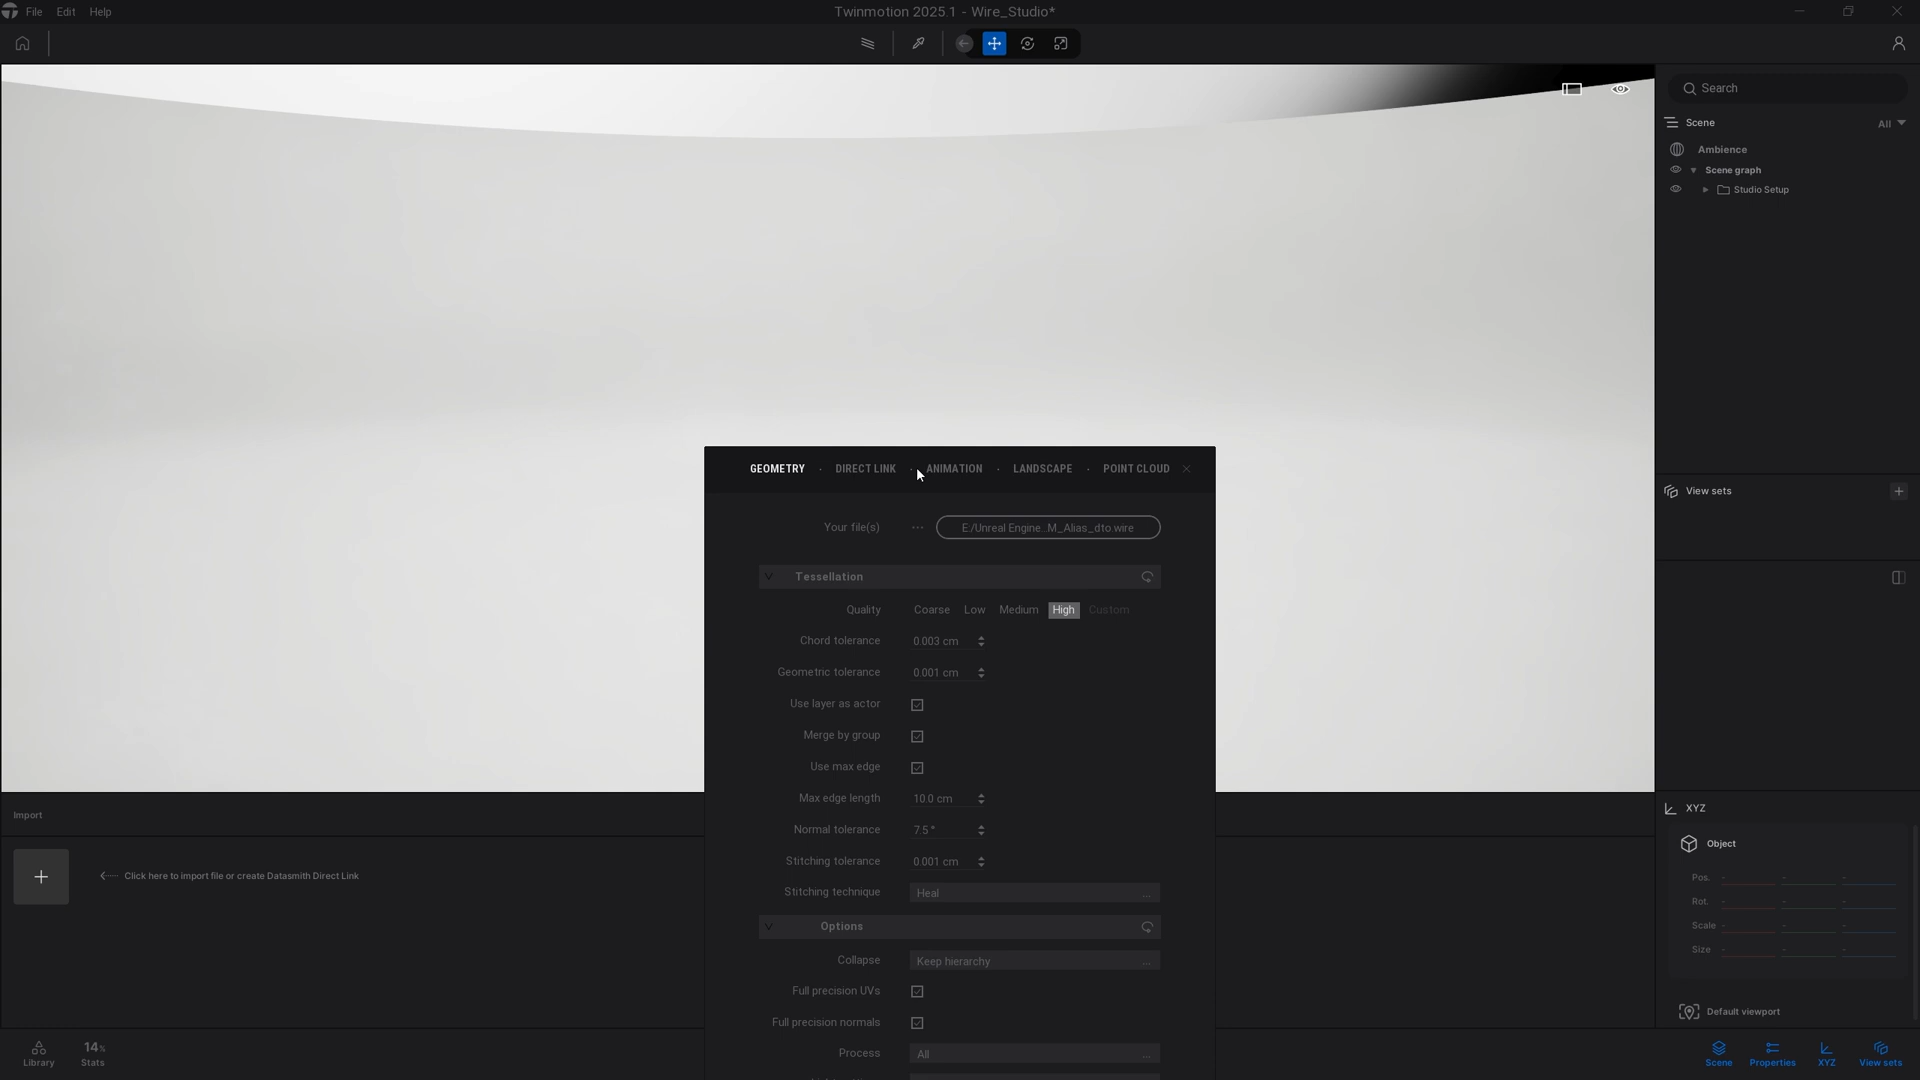 File Edit Help
Twinmotion 2025.1 - Wire_Studio*
Search
Scene
All
Ambience
Scene graph
Studio Setup
View sets
GEOMETRY · DIRECT LINK · ANIMATION · LANDSCAPE · POINT CLOUD
Your file(s) ... E:/Unreal Engine...M_Alias_dto.wire
Tessellation
Quality Coarse Low Medium High Custom
Chord tolerance 0.003 cm
Geometric tolerance 0.001 cm
Use layer as actor
Merge by group
Use max edge
Max edge length 10.0 cm
Normal tolerance 7.5 °
Stitching tolerance 0.001 cm
Stitching technique Heal ...
Options
Collapse Keep hierarchy ...
Full precision UVs
Full precision normals
Process All ...
Import
+ Click here to import file or create Datasmith Direct Link
XYZ
Object
Pos. - - -
Rot. - - -
Scale - - -
Size - - -
Default viewport
Library
14%
Stats
Scene Properties XYZ View sets